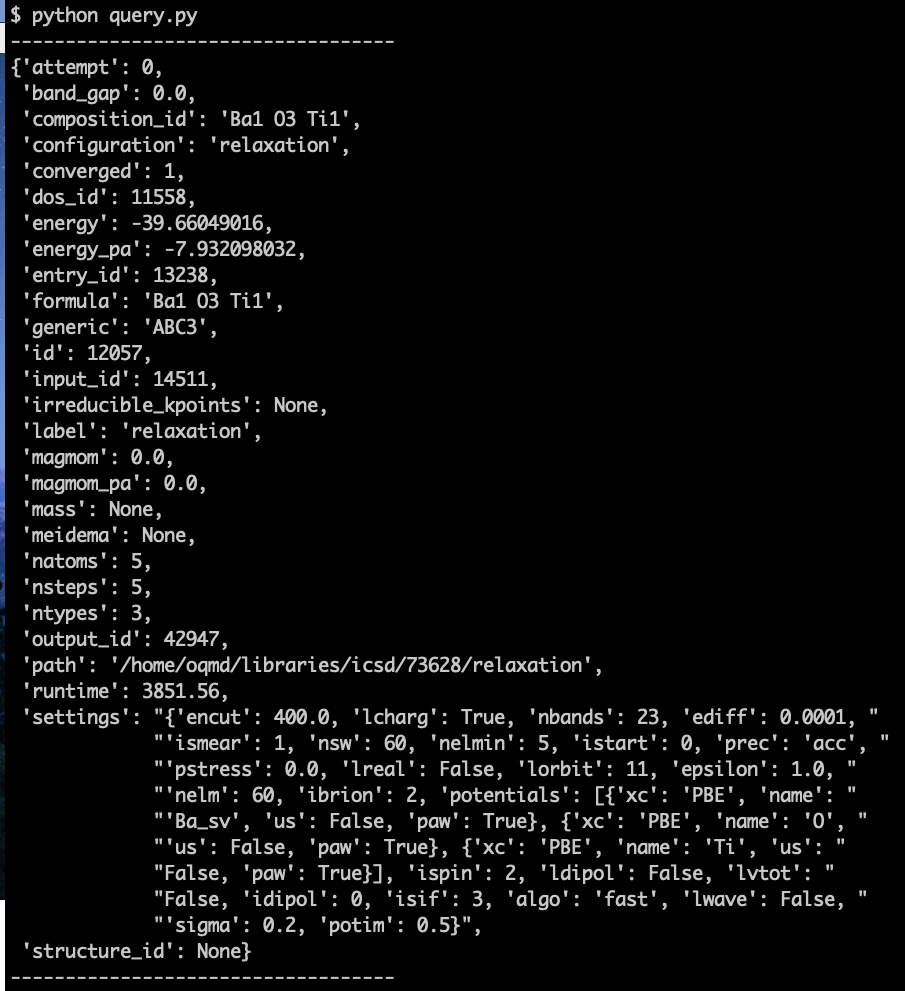 $ python query.py
-----------------------------------
{'attempt': 0,
 'band_gap': 0.0,
 'composition_id': 'Ba1 O3 Ti1',
 'configuration': 'relaxation',
 'converged': 1,
 'dos_id': 11558,
 'energy': -39.66049016,
 'energy_pa': -7.932098032,
 'entry_id': 13238,
 'formula': 'Ba1 O3 Ti1',
 'generic': 'ABC3',
 'id': 12057,
 'input_id': 14511,
 'irreducible_kpoints': None,
 'label': 'relaxation',
 'magmom': 0.0,
 'magmom_pa': 0.0,
 'mass': None,
 'meidema': None,
 'natoms': 5,
 'nsteps': 5,
 'ntypes': 3,
 'output_id': 42947,
 'path': '/home/oqmd/libraries/icsd/73628/relaxation',
 'runtime': 3851.56,
 'settings': "{'encut': 400.0, 'lcharg': True, 'nbands': 23, 'ediff': 0.0001, "
             "'ismear': 1, 'nsw': 60, 'nelmin': 5, 'istart': 0, 'prec': 'acc', "
             "'pstress': 0.0, 'lreal': False, 'lorbit': 11, 'epsilon': 1.0, "
             "'nelm': 60, 'ibrion': 2, 'potentials': [{'xc': 'PBE', 'name': "
             "'Ba_sv', 'us': False, 'paw': True}, {'xc': 'PBE', 'name': 'O', "
             "'us': False, 'paw': True}, {'xc': 'PBE', 'name': 'Ti', 'us': "
             "False, 'paw': True}], 'ispin': 2, 'ldipol': False, 'lvtot': "
             "False, 'idipol': 0, 'isif': 3, 'algo': 'fast', 'lwave': False, "
             "'sigma': 0.2, 'potim': 0.5}",
 'structure_id': None}
-----------------------------------